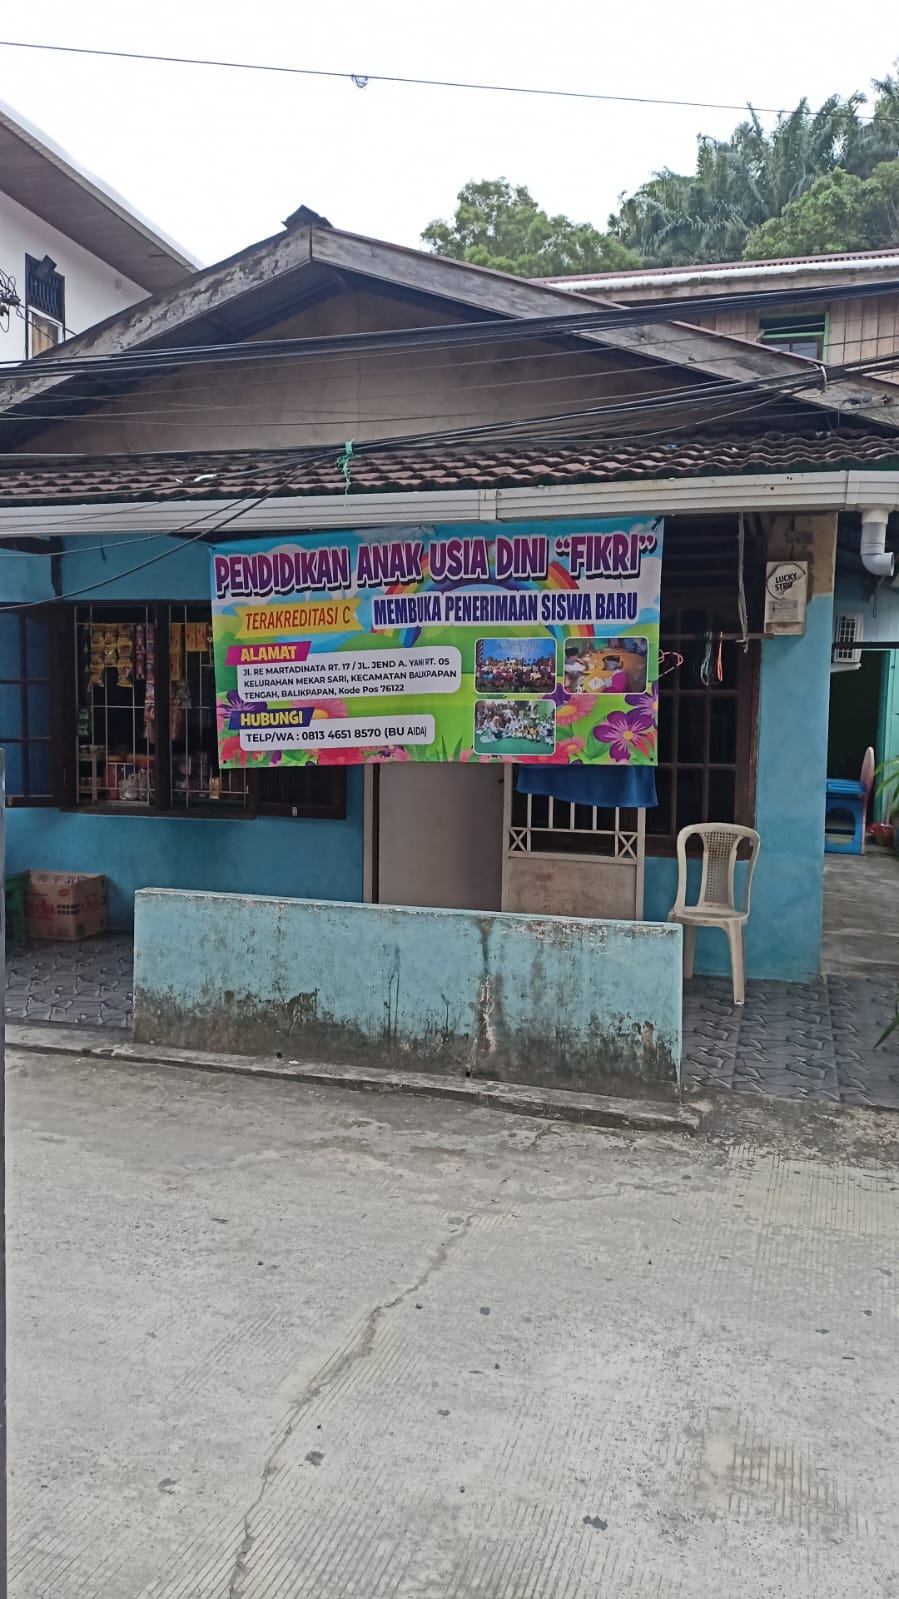 PENDIDIKAN ANAK USIA DINI "FIKRI"
TERAKREDITASI C
MEMBUKA PENERIMAAN SISWA BARU
ALAMAT
JL. RE MARTADINATA RT. 17 / JL. JEND A. YANI RT. 05
KELURAHAN MEKAR SARI, KECAMATAN BALIKPAPAN
TENGAH, BALIKPAPAN, Kode Pos 76122
HUBUNGI
TELP/WA : 0813 4651 8570 (BU AIDA)
LUCKY